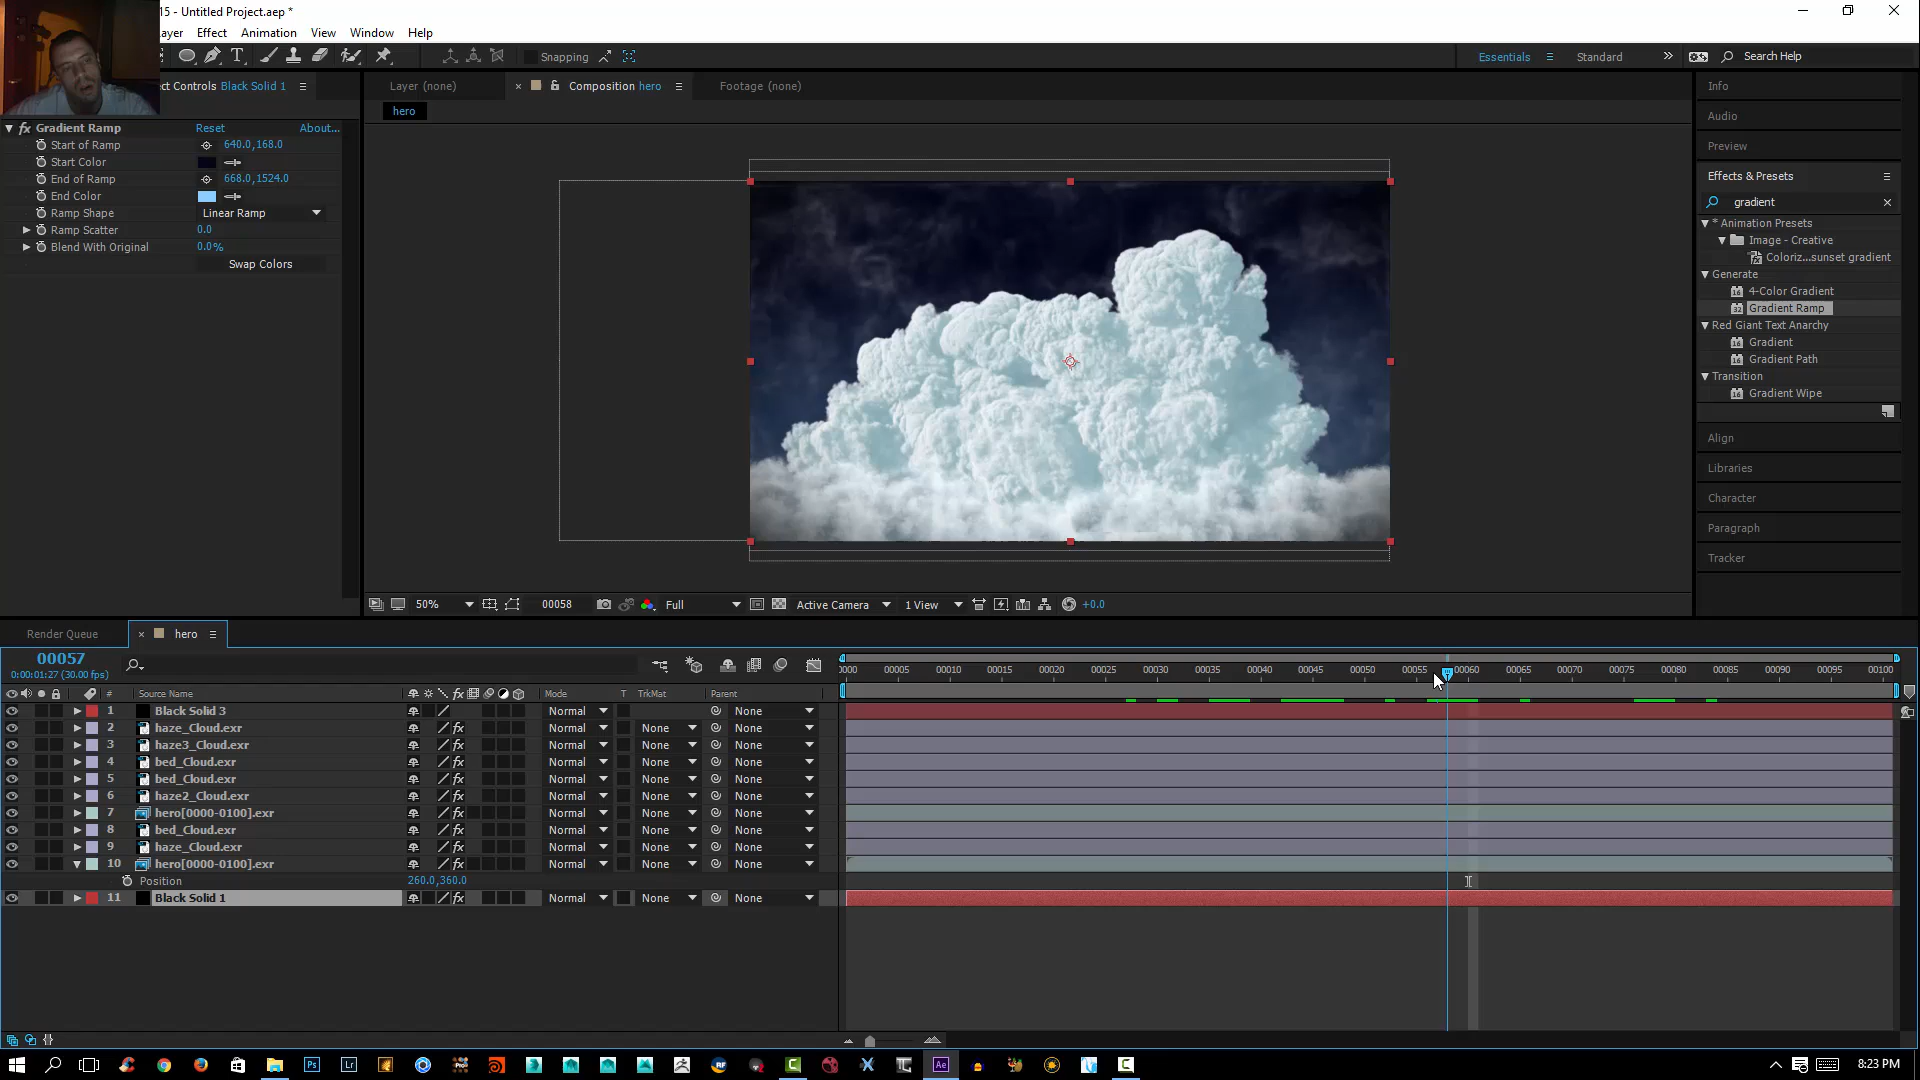 15 - Untitled Project.aep *
ayer Effect Animation View Window Help
Snapping
Essentials Standard Search Help
ect Controls Black Solid 1
Layer (none) Composition hero Footage (none)
hero
Gradient Ramp Reset About...
Start of Ramp 640.0,168.0
Start Color
End of Ramp 668.0,1524.0
End Color
Ramp Shape Linear Ramp
Ramp Scatter 0.0
Blend With Original 0.0%
Swap Colors
Info
Audio
Preview
Effects & Presets
gradient
* Animation Presets
Image - Creative
Coloriz...sunset gradient
Generate
4-Color Gradient
Gradient Ramp
Red Giant Text Anarchy
Gradient
Gradient Path
Transition
Gradient Wipe
Align
Libraries
Character
Paragraph
Tracker
50% 00058 Full Active Camera 1 View +0.0
Render Queue hero
00057
0:00:01:27 (30.00 fps)
0000 00005 00010 00015 00020 00025 00030 00035 00040 00045 00050 00055 00060 00065 00070 00075 00080 00085 00090 00095 00100
# Source Name Mode T TrkMat Parent
1 Black Solid 3 Normal None
2 haze_Cloud.exr Normal None None
3 haze3_Cloud.exr Normal None None
4 bed_Cloud.exr Normal None None
5 bed_Cloud.exr Normal None None
6 haze2_Cloud.exr Normal None None
7 hero[0000-0100].exr Normal None None
8 bed_Cloud.exr Normal None None
9 haze_Cloud.exr Normal None None
10 hero[0000-0100].exr Normal None None
Position 260.0,360.0
11 Black Solid 1 Normal None None
Ps Lr Ae 8:23 PM